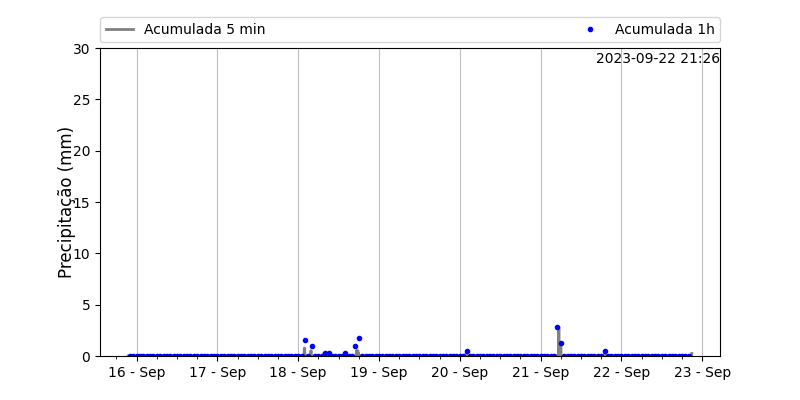 Acumulada 5 min
Acumulada 1h
2023-09-22 21:26
Precipitação (mm)
30
25
20
15
10
5
0
16 - Sep
17 - Sep
18 - Sep
19 - Sep
20 - Sep
21 - Sep
22 - Sep
23 - Sep